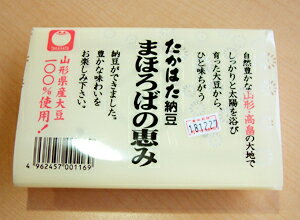 自然豊かな山形・高畠の大地で
しっかりと太陽を浴び
育った大豆から、
ひと味ちがう
たかはた納豆
まほろばの恵み
納豆ができました。
豊かな味わいを
お楽しみ下さい。
山形県産大豆
一〇〇%使用!
181227
4 962457 001169